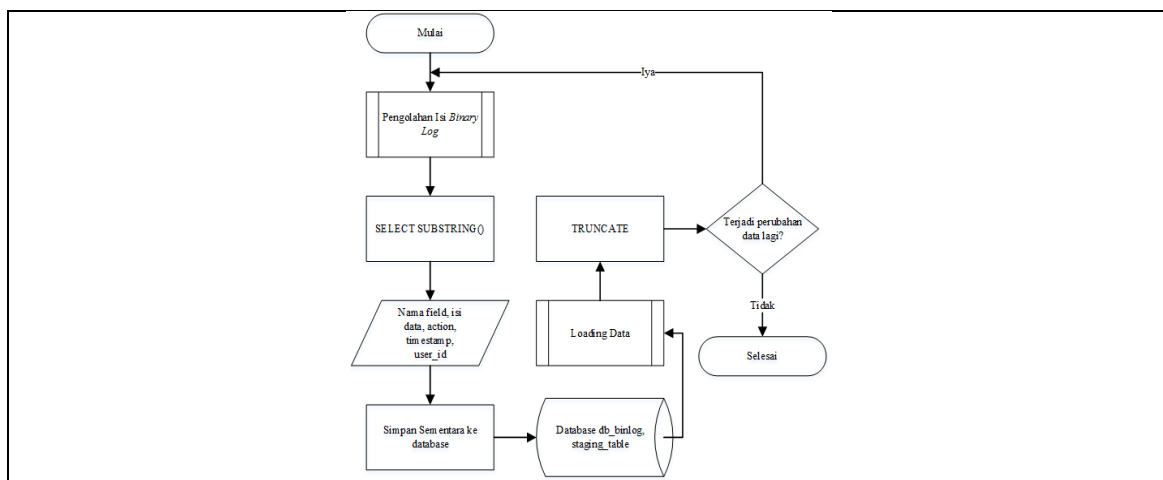 Mulai
Iya
Pengolahan Isi Binary
Log
SELECT SUBSTRING()
TRUNCATE
Terjadi perubahan
data lagi?
Nama field, isi
data, action,
timestamp,
user_id
Loading Data
Tidak
Selesai
Simpan Sementara ke
database
Database db_binlog,
staging_table